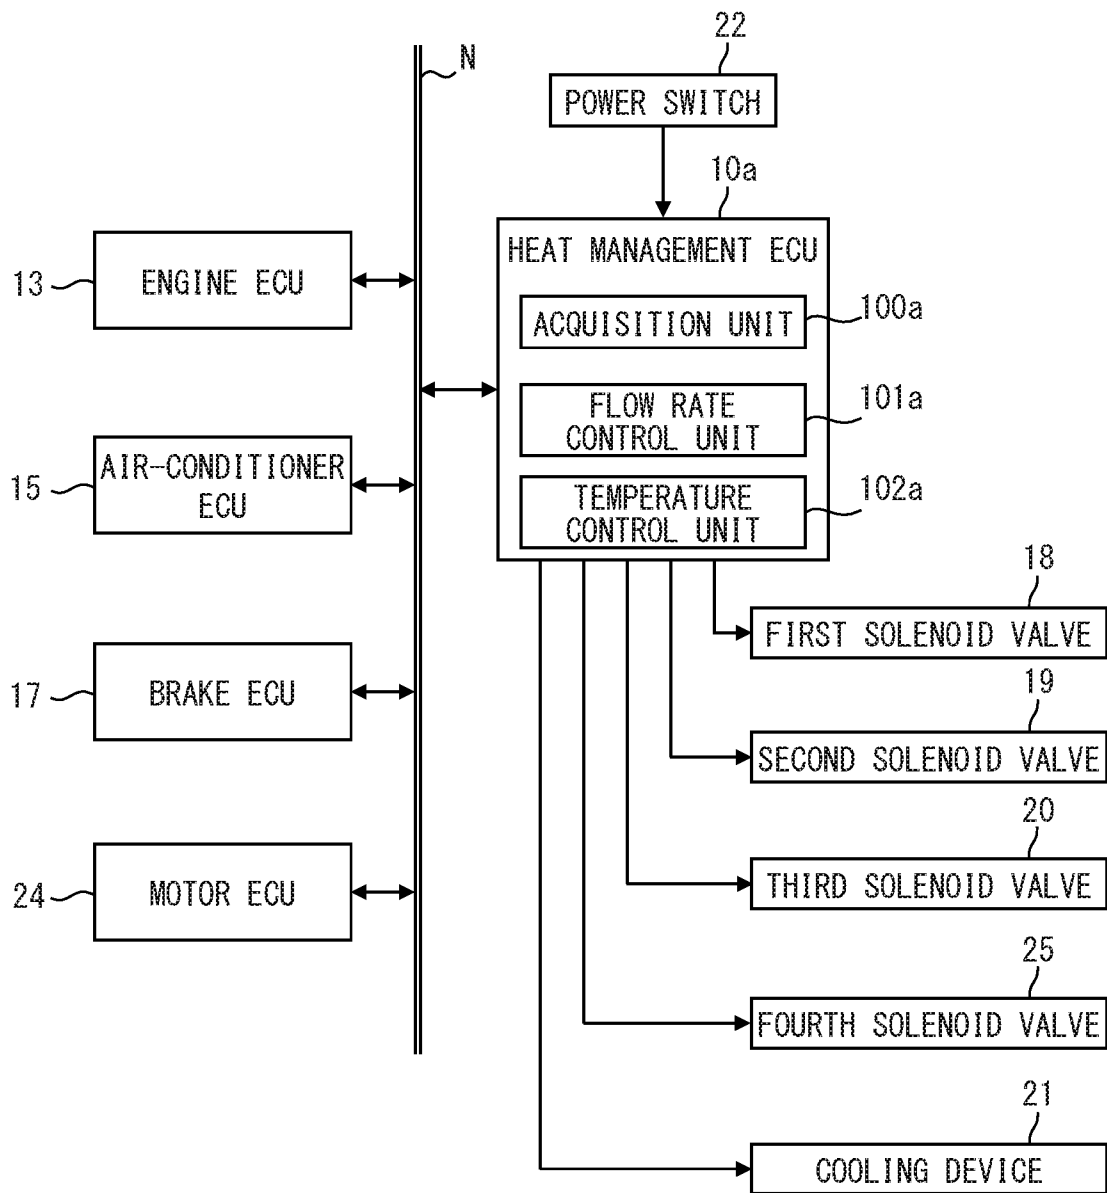 22
N
POWER SWITCH
10a
HEAT MANAGEMENT ECU
13
ENGINE ECU
ACQUISITION UNIT
100a
FLOW RATE
CONTROL UNIT
101a
15
AIR-CONDITIONER
ECU
TEMPERATURE
CONTROL UNIT
102a
18
FIRST SOLENOID VALVE
17
BRAKE ECU
19
SECOND SOLENOID VALVE
20
THIRD SOLENOID VALVE
24
MOTOR ECU
25
FOURTH SOLENOID VALVE
21
COOLING DEVICE